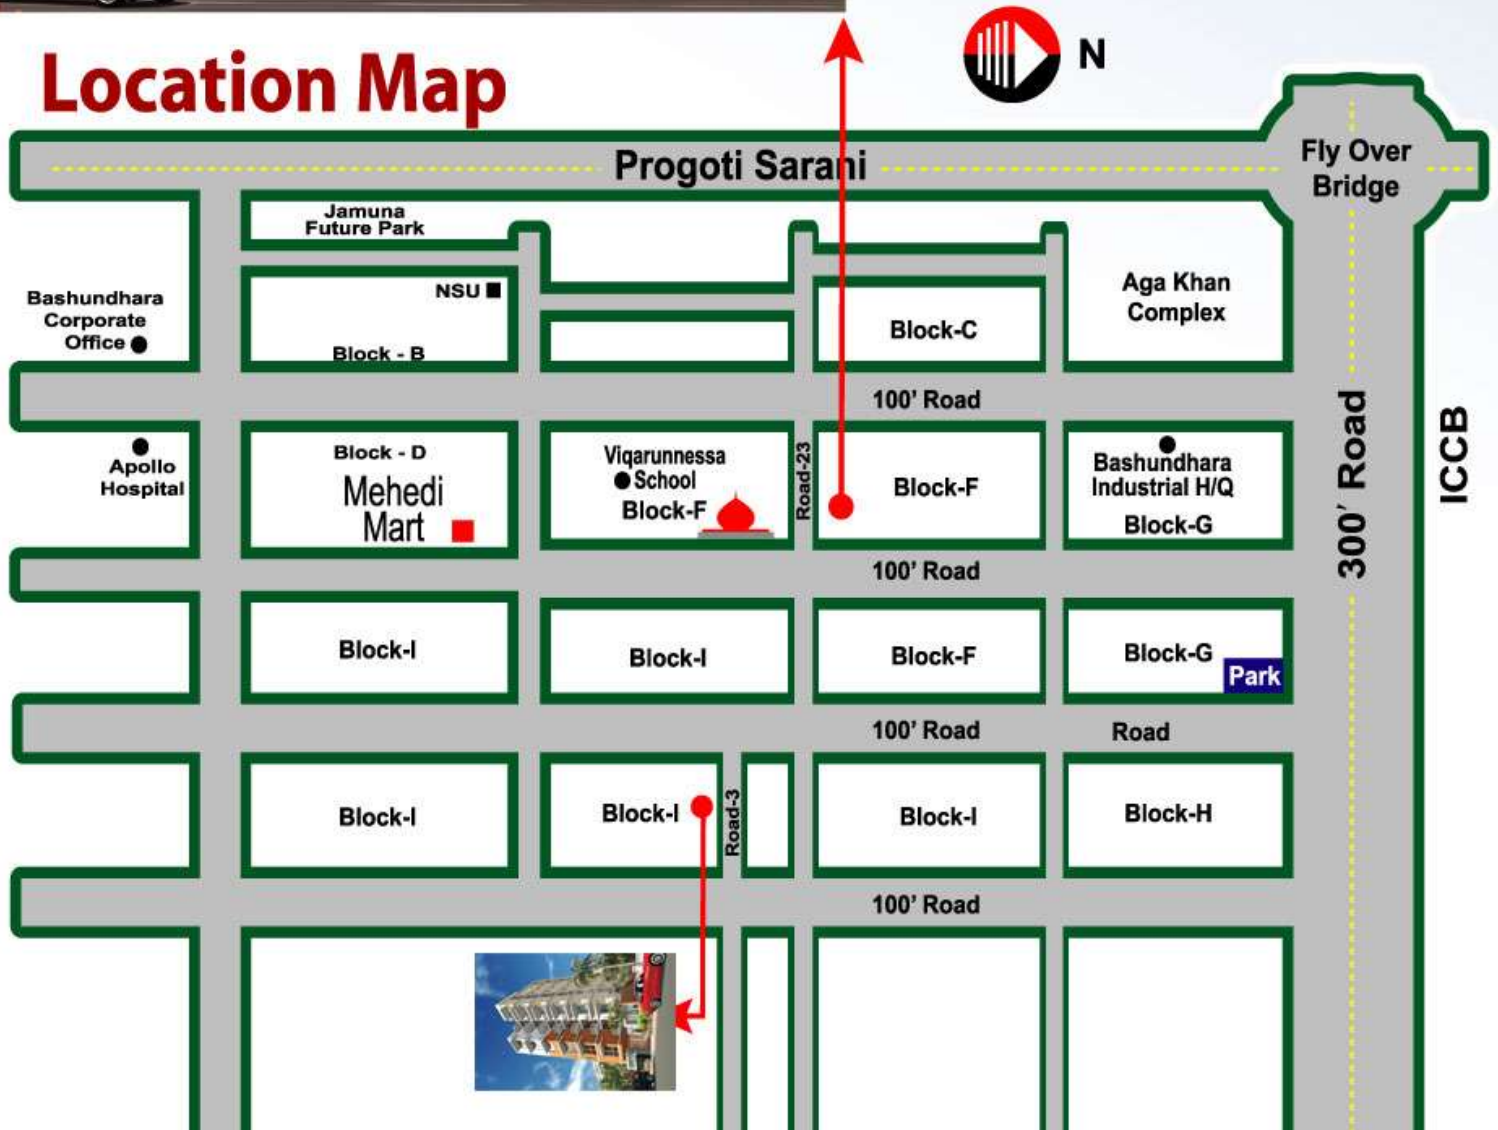 Location Map
N
Progoti Sarani
Fly Over
Bridge
Jamuna
Future Park
Bashundhara
Corporate
Office
NSU
Block - B
Block-C
Aga Khan
Complex
100' Road
300' Road
ICCB
Apollo
Hospital
Block - D
Mehedi
Mart
Viqarunnessa
School
Block-F
Road-23
Block-F
Bashundhara
Industrial H/Q
Block-G
100' Road
Block-I
Block-I
Block-F
Block-G
Park
100' Road
Road
Block-I
Block-I
Road-3
Block-I
Block-H
100' Road